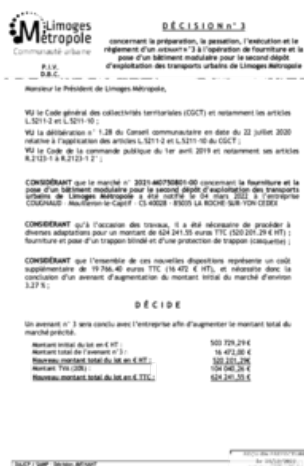 Limoges
Métropole
Communauté urbaine
P.I.V.
D.B.C.
DÉCISION n° 3
concernant la préparation, la passation, l'exécution et le
règlement d'un AVENANT n°3 à l'opération de fourniture et la
pose d'un bâtiment modulaire pour le second dépôt
d'exploitation des transports urbains de Limoges Métropole
Monsieur le Président de Limoges Métropole,
VU le Code général des collectivités territoriales (CGCT) et notamment les articles
L.5211-2 et L.5211-10 ;
VU la délibération n° 1.28 du Conseil communautaire en date du 22 juillet 2020
relative à l'application des articles L.5211-2 et L.5211-10 du CGCT ;
VU le Code de la commande publique du 1er avril 2019 et notamment ses articles
R.2123-1 à R.2123-1 2° ;
CONSIDÉRANT que le marché n° 2021-M0750B01-00 concernant la fourniture et la
pose d'un bâtiment modulaire pour le second dépôt d'exploitation des transports
urbains de Limoges Métropole a été notifié le 04 mars 2022 à l'entreprise
COUGNAUD - Mouilleron-le-Captif - CS 40028 - 85035 LA ROCHE-SUR-YON CEDEX
CONSIDÉRANT qu'à l'occasion des travaux, il a été nécessaire de procéder à
diverses adaptations pour un montant de 624 241.55 euros TTC (520 201.29 € HT) :
fourniture et pose d'un trappon blindé et d'une protection de trappon (casquette) ;
CONSIDÉRANT que l'ensemble de ces nouvelles dispositions représente un coût
supplémentaire de 19 766.40 euros TTC (16 472 € HT), et nécessite donc la
conclusion d'un avenant d'augmentation du montant initial du marché d'environ
3.27 % ;
DÉCIDE
Un avenant n° 3 sera conclu avec l'entreprise afin d'augmenter le montant total du
marché précité.
Montant initial du lot en € HT : 503 729,29 €
Montant total de l'avenant n°3 : 16 472,00 €
Nouveau montant total du lot en € HT : 520 201,29€
Montant TVA (20%) : 104 040,26 €
Nouveau montant total du lot en € TTC : 624 241,55 €